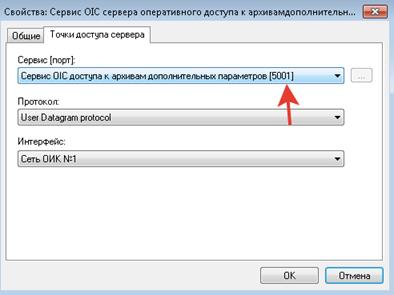 Свойства: Сервис OIC сервера оперативного доступа к архивамдополнительн...
Общие
Точки доступа сервера
Сервис [порт]:
Сервис OIC доступа к архивам дополнительных параметров [5001]
...
Протокол:
User Datagram protocol
Интерфейс:
Сеть ОИК №1
OK
Отмена